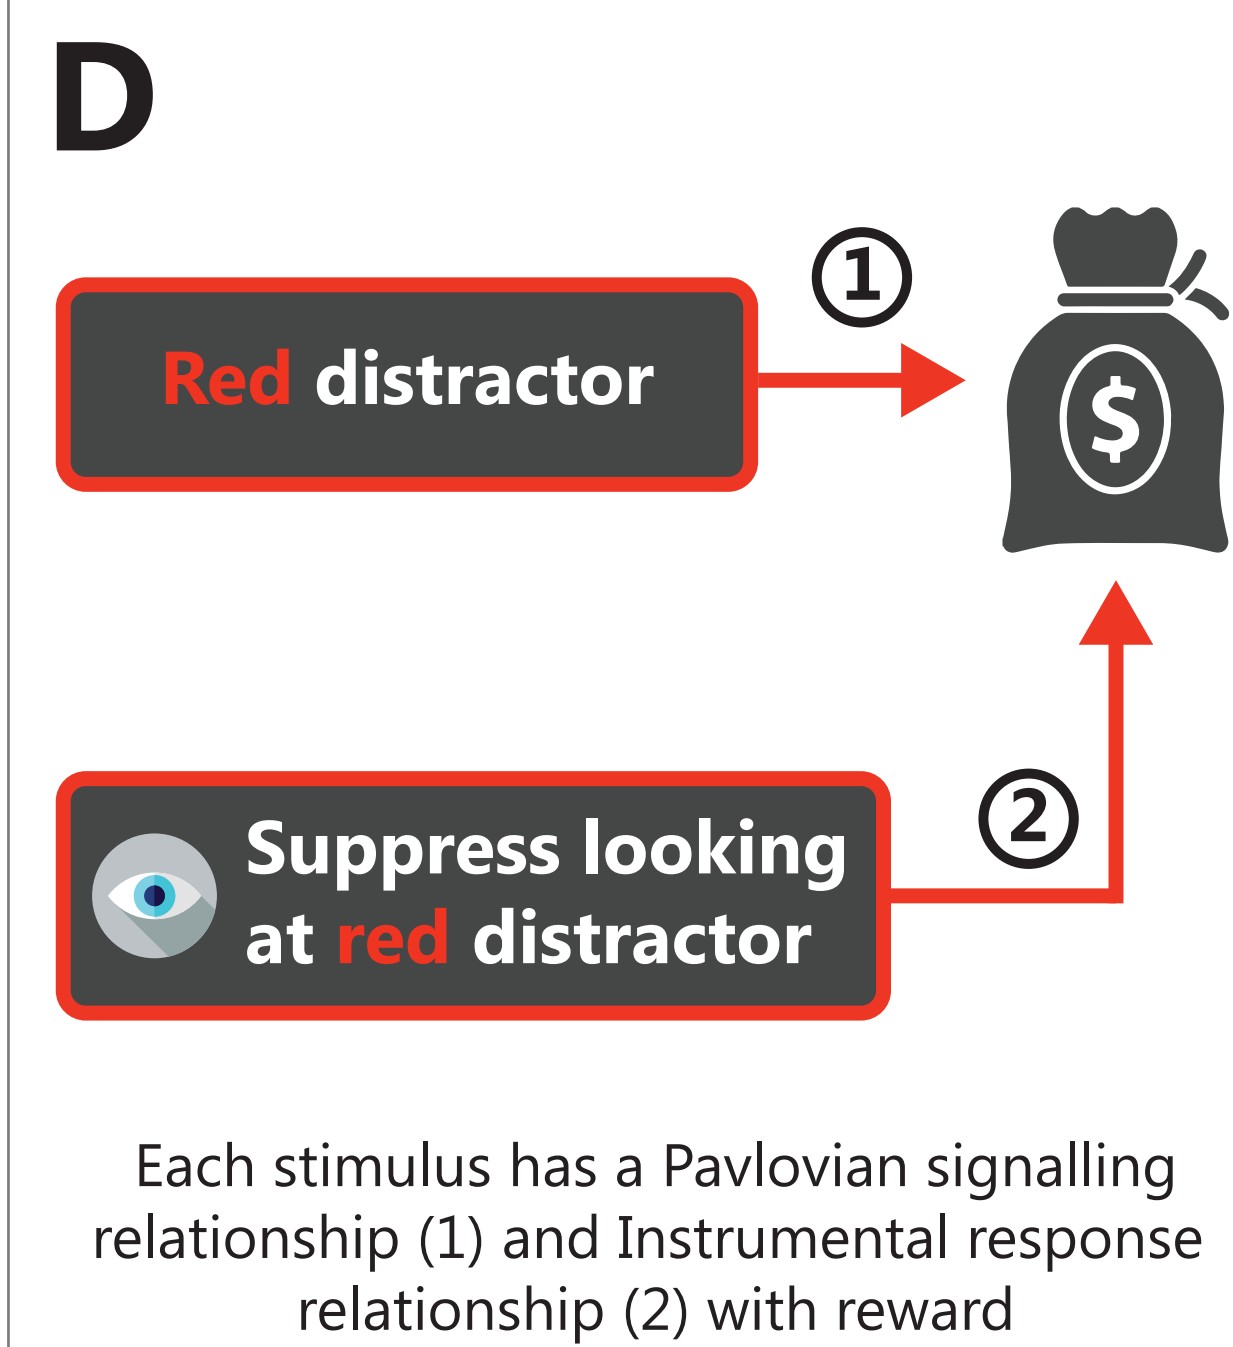 D
1
Red distractor
$
2
Suppress looking
at red distractor
Each stimulus has a Pavlovian signalling
relationship (1) and Instrumental response
relationship (2) with reward